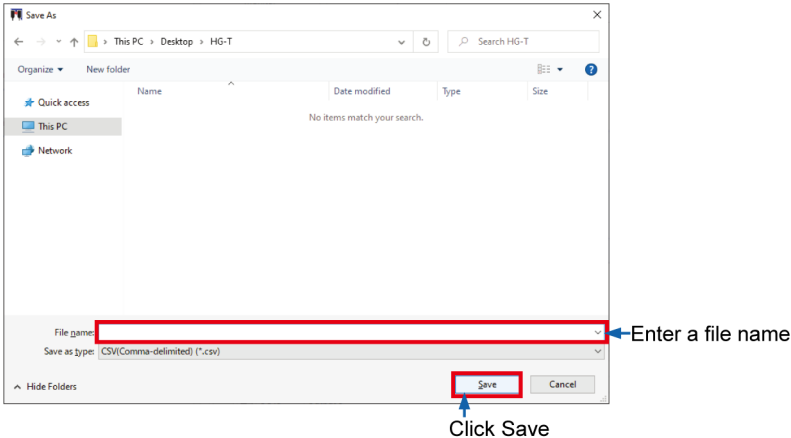 Save As
This PC > Desktop > HG-T
Search HG-T
Organize
New folder
Name
Date modified
Type
Size
Quick access
This PC
Network
No items match your search.
File name:
Enter a file name
Save as type: CSV(Comma-delimited) (*.csv)
Hide Folders
Save
Cancel
Click Save